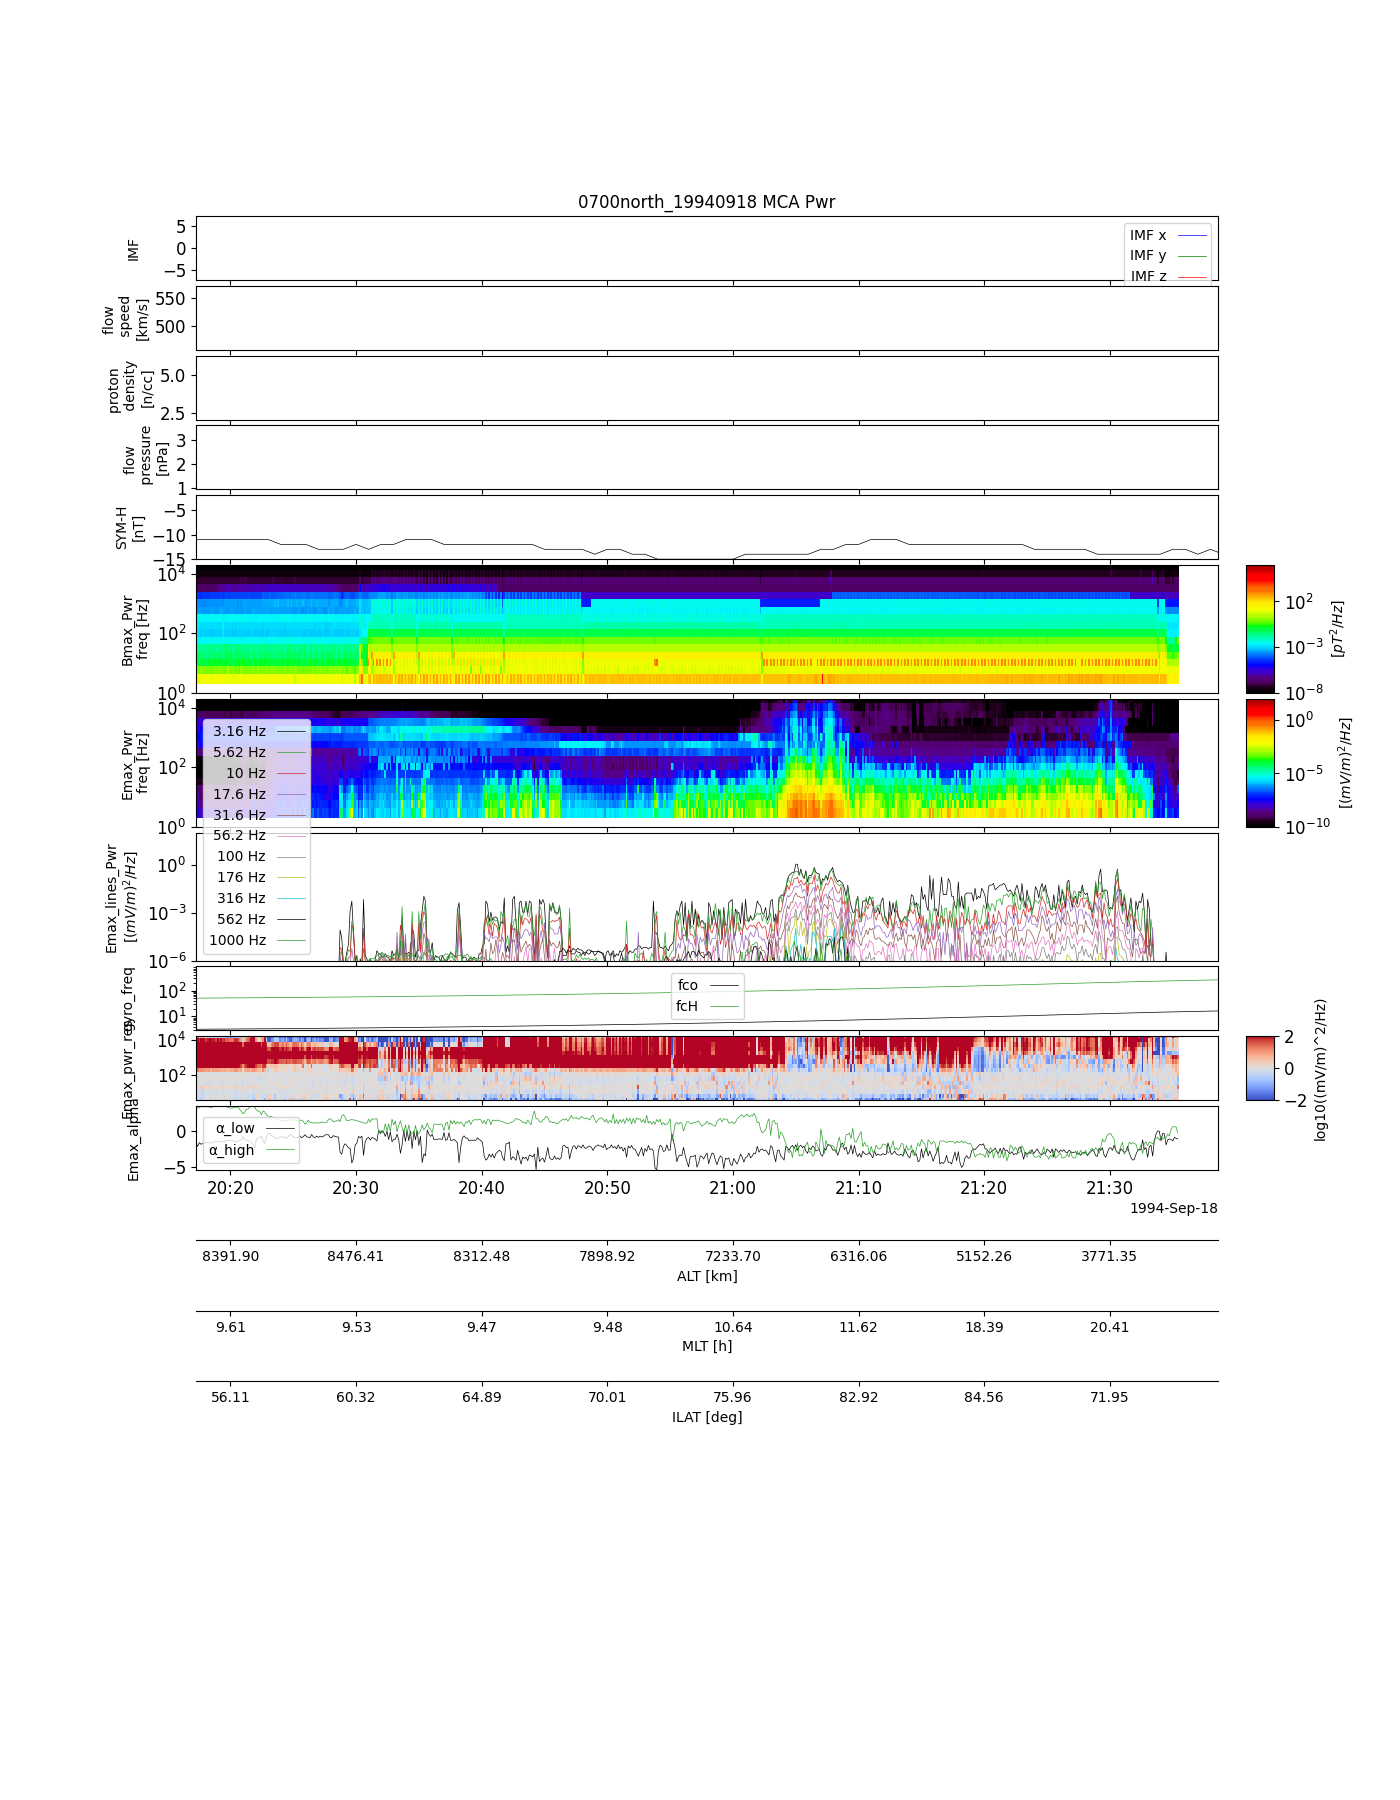 0700north_19940918 MCA Pwr
IMF
5
0
−5
IMF x
IMF y
IMF z
flow
speed
[km/s]
550
500
proton
density
[n/cc]
5.0
2.5
flow
pressure
[nPa]
3
2
1
SYM-H
[nT]
−5
−10
−15
Bmax_Pwr
freq [Hz]
10^4
10^2
10^0
10^2
10^-3
10^-8
[pT^2/Hz]
Emax_Pwr
freq [Hz]
10^4
10^2
10^0
10^0
10^-5
10^-10
[(mV/m)^2/Hz]
3.16 Hz
5.62 Hz
10 Hz
17.6 Hz
31.6 Hz
56.2 Hz
100 Hz
176 Hz
316 Hz
562 Hz
1000 Hz
Emax_lines_Pwr
[(mV/m)^2/Hz]
10^0
10^-3
10^-6
gyro_freq
10^2
10^1
fco
fcH
Emax_pwr_reg
10^4
10^2
2
0
−2
log10((mV/m)^2/Hz)
Emax_alpha
0
−5
α_low
α_high
20:20 20:30 20:40 20:50 21:00 21:10 21:20 21:30
1994-Sep-18
8391.90 8476.41 8312.48 7898.92 7233.70 6316.06 5152.26 3771.35
ALT [km]
9.61 9.53 9.47 9.48 10.64 11.62 18.39 20.41
MLT [h]
56.11 60.32 64.89 70.01 75.96 82.92 84.56 71.95
ILAT [deg]